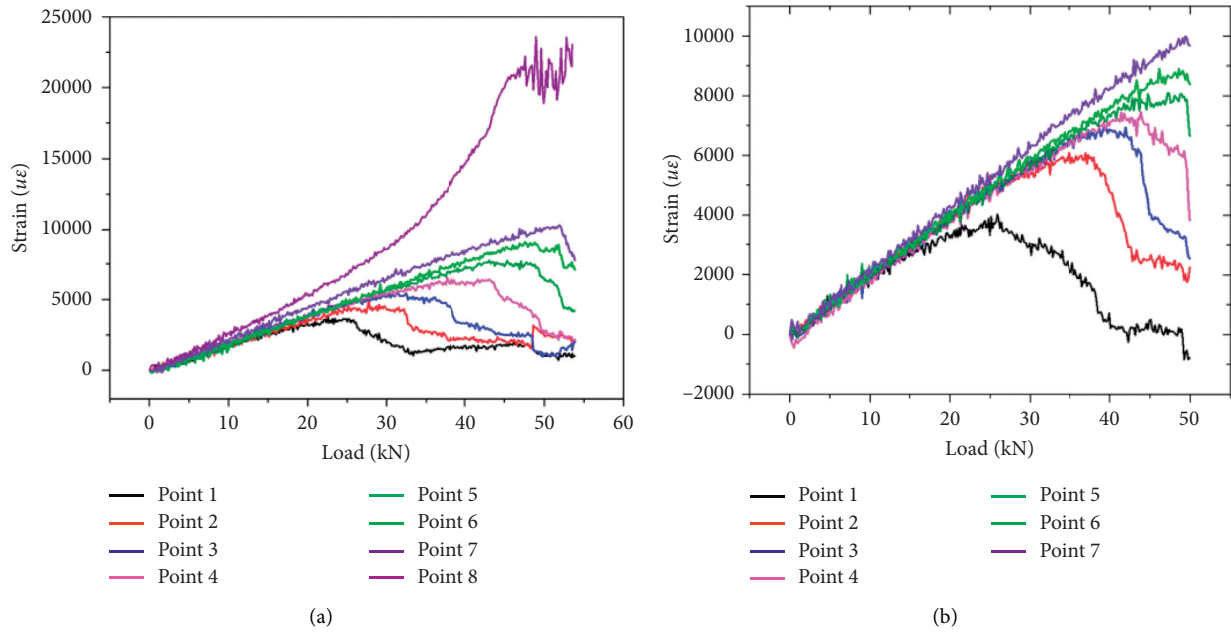 25000
20000
15000
10000
5000
0
Strain (uε)
0 10 20 30 40 50 60
Load (kN)
Point 1 Point 5
Point 2 Point 6
Point 3 Point 7
Point 4 Point 8
(a)
10000
8000
6000
4000
2000
0
−2000
Strain (uε)
0 10 20 30 40 50
Load (kN)
Point 1 Point 5
Point 2 Point 6
Point 3 Point 7
Point 4
(b)